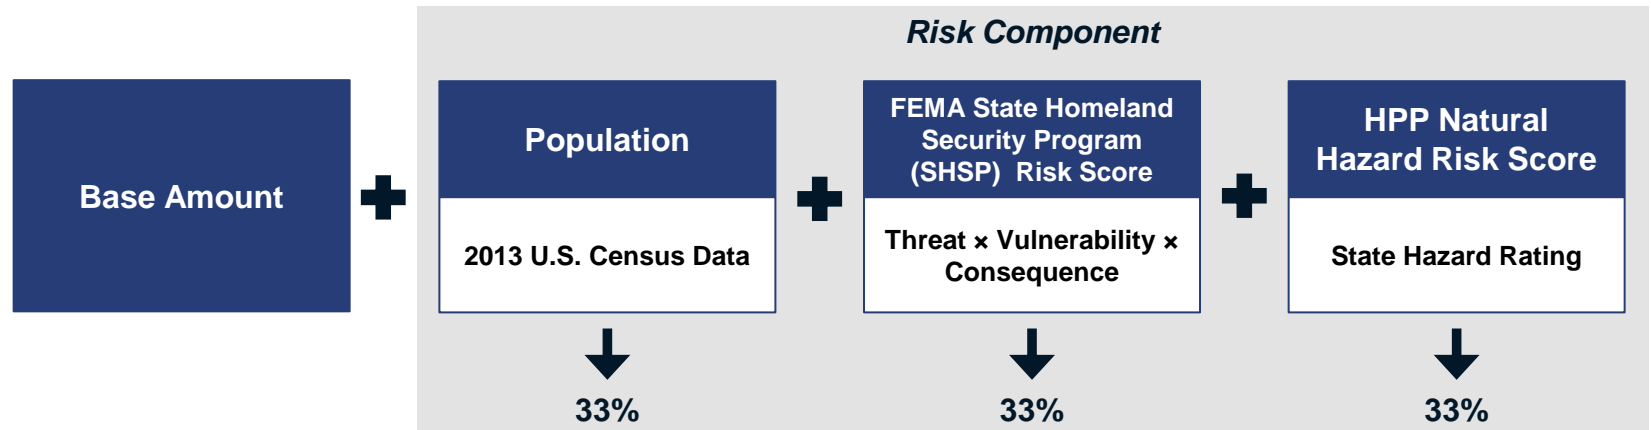 Risk Component
Base Amount
Population
2013 U.S. Census Data
33%
FEMA State Homeland
Security Program
(SHSP) Risk Score
Threat × Vulnerability ×
Consequence
33%
HPP Natural
Hazard Risk Score
State Hazard Rating
33%